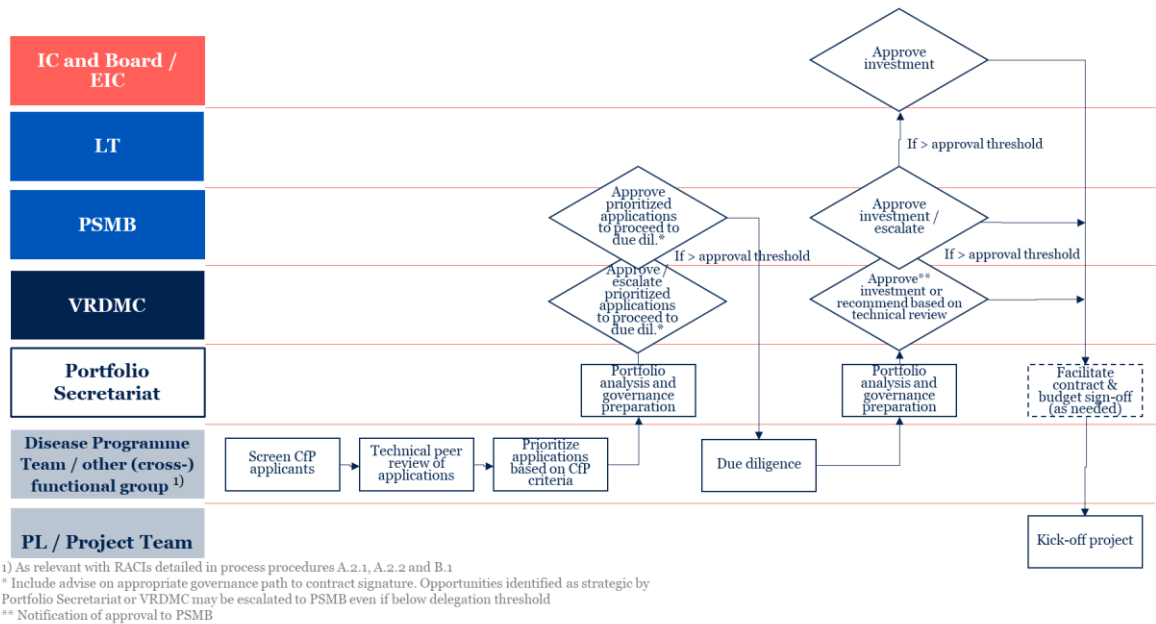 IC and Board /
EIC
Approve
investment
LT
If > approval threshold
PSMB
Approve
prioritized
applications
to proceed to
due dil.*
Approve
investment /
escalate
If > approval threshold
If > approval threshold
VRDMC
Approve /
escalate
prioritized
applications
to proceed to
due dil.*
Approve**
investment or
recommend based on
technical review
Portfolio
Secretariat
Portfolio
analysis and
governance
preparation
Portfolio
analysis and
governance
preparation
Facilitate
contract &
budget sign-off
(as needed)
Disease Programme
Team / other (cross-)
functional group 1)
Screen CfP
applicants
Technical peer
review of
applications
Prioritize
applications
based on CfP
criteria
Due diligence
PL / Project Team
Kick-off project
1) As relevant with RACIs detailed in process procedures A.2.1, A.2.2 and B.1
* Include advise on appropriate governance path to contract signature. Opportunities identified as strategic by
Portfolio Secretariat or VRDMC may be escalated to PSMB even if below delegation threshold
** Notification of approval to PSMB